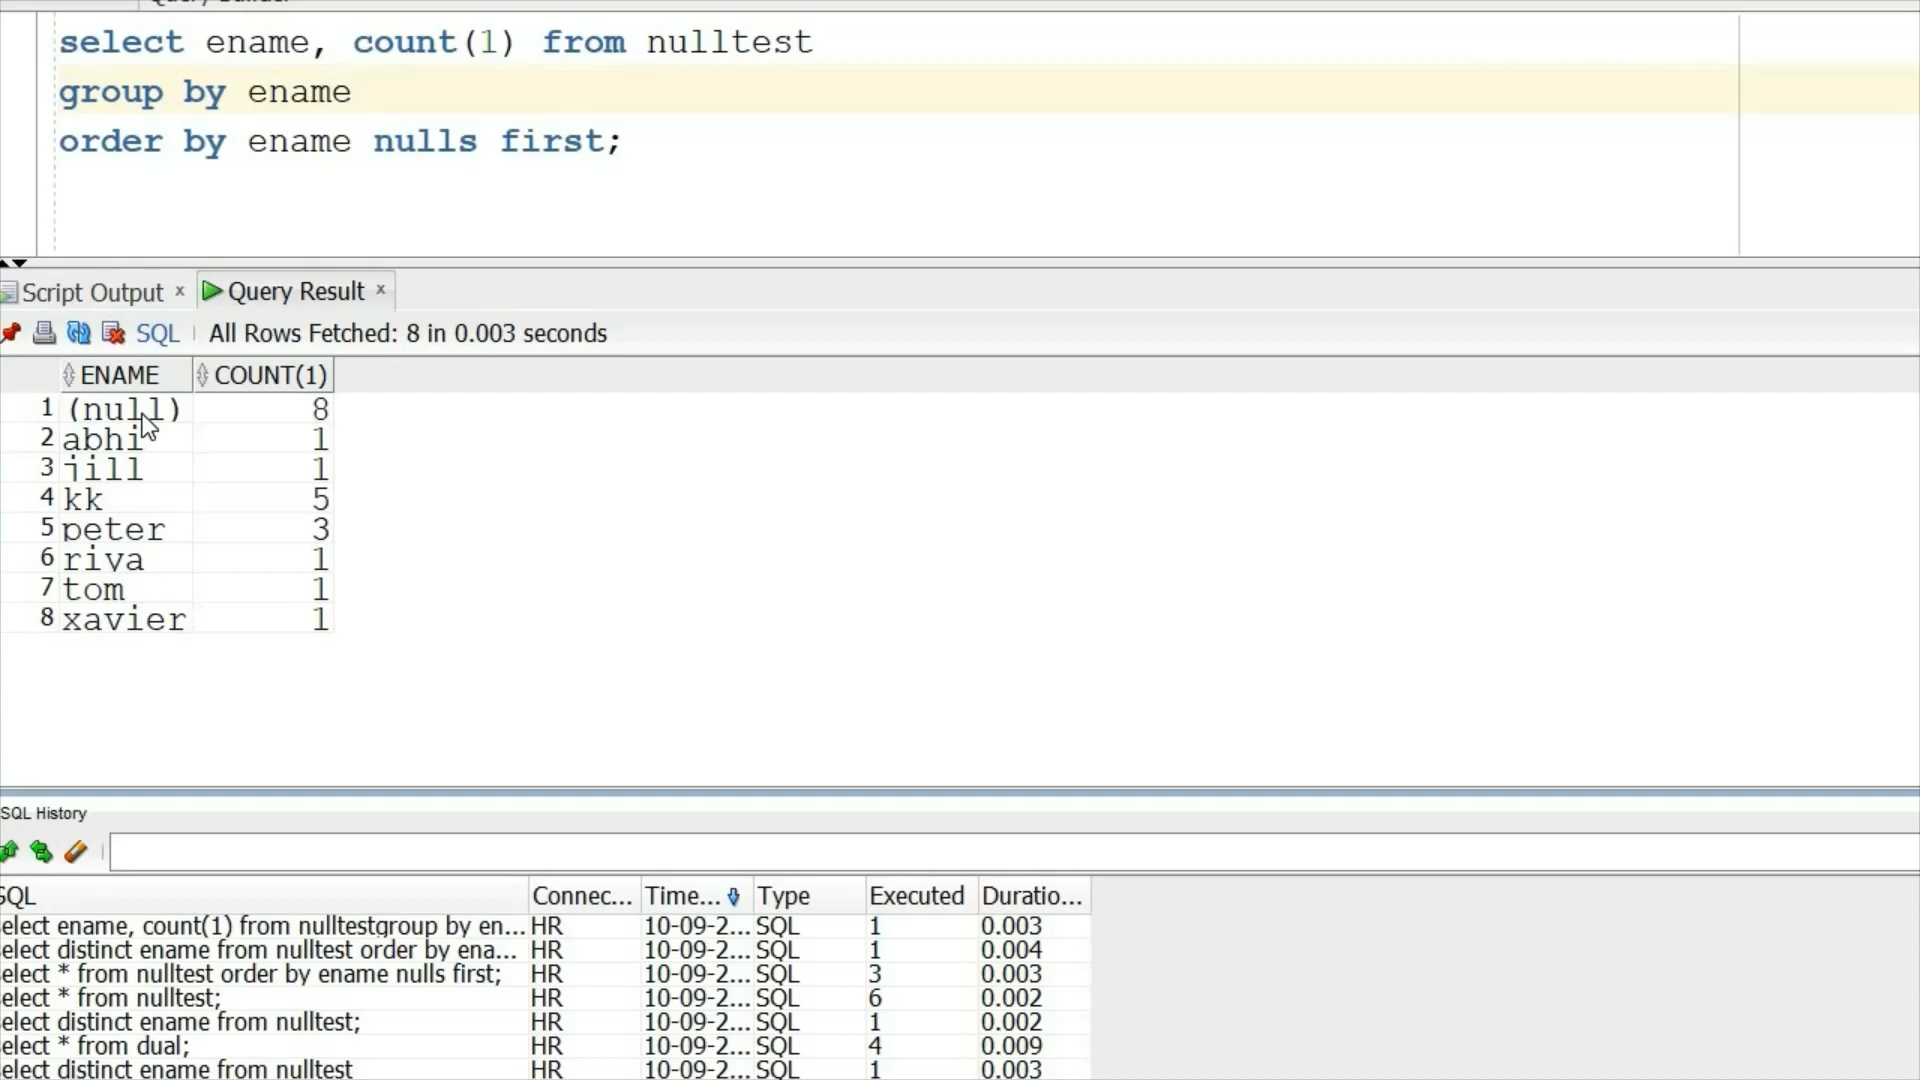 select ename, count(1) from nulltest
group by ename
order by ename nulls first;
Script Output x Query Result x
SQL All Rows Fetched: 8 in 0.003 seconds
ENAME COUNT(1)
1 (null) 8
2 abhi 1
3 jill 1
4 kk 5
5 peter 3
6 riya 1
7 tom 1
8 xavier 1
SQL History
SQL Connec... Time... Type Executed Duratio...
elect ename, count(1) from nulltestgroup by en... HR 10-09-2... SQL 1 0.003
elect distinct ename from nulltest order by ena... HR 10-09-2... SQL 1 0.004
elect * from nulltest order by ename nulls first; HR 10-09-2... SQL 3 0.003
elect * from nulltest; HR 10-09-2... SQL 6 0.002
elect distinct ename from nulltest; HR 10-09-2... SQL 1 0.002
elect * from dual; HR 10-09-2... SQL 4 0.009
elect distinct ename from nulltest HR 10-09-2... SQL 1 0.003